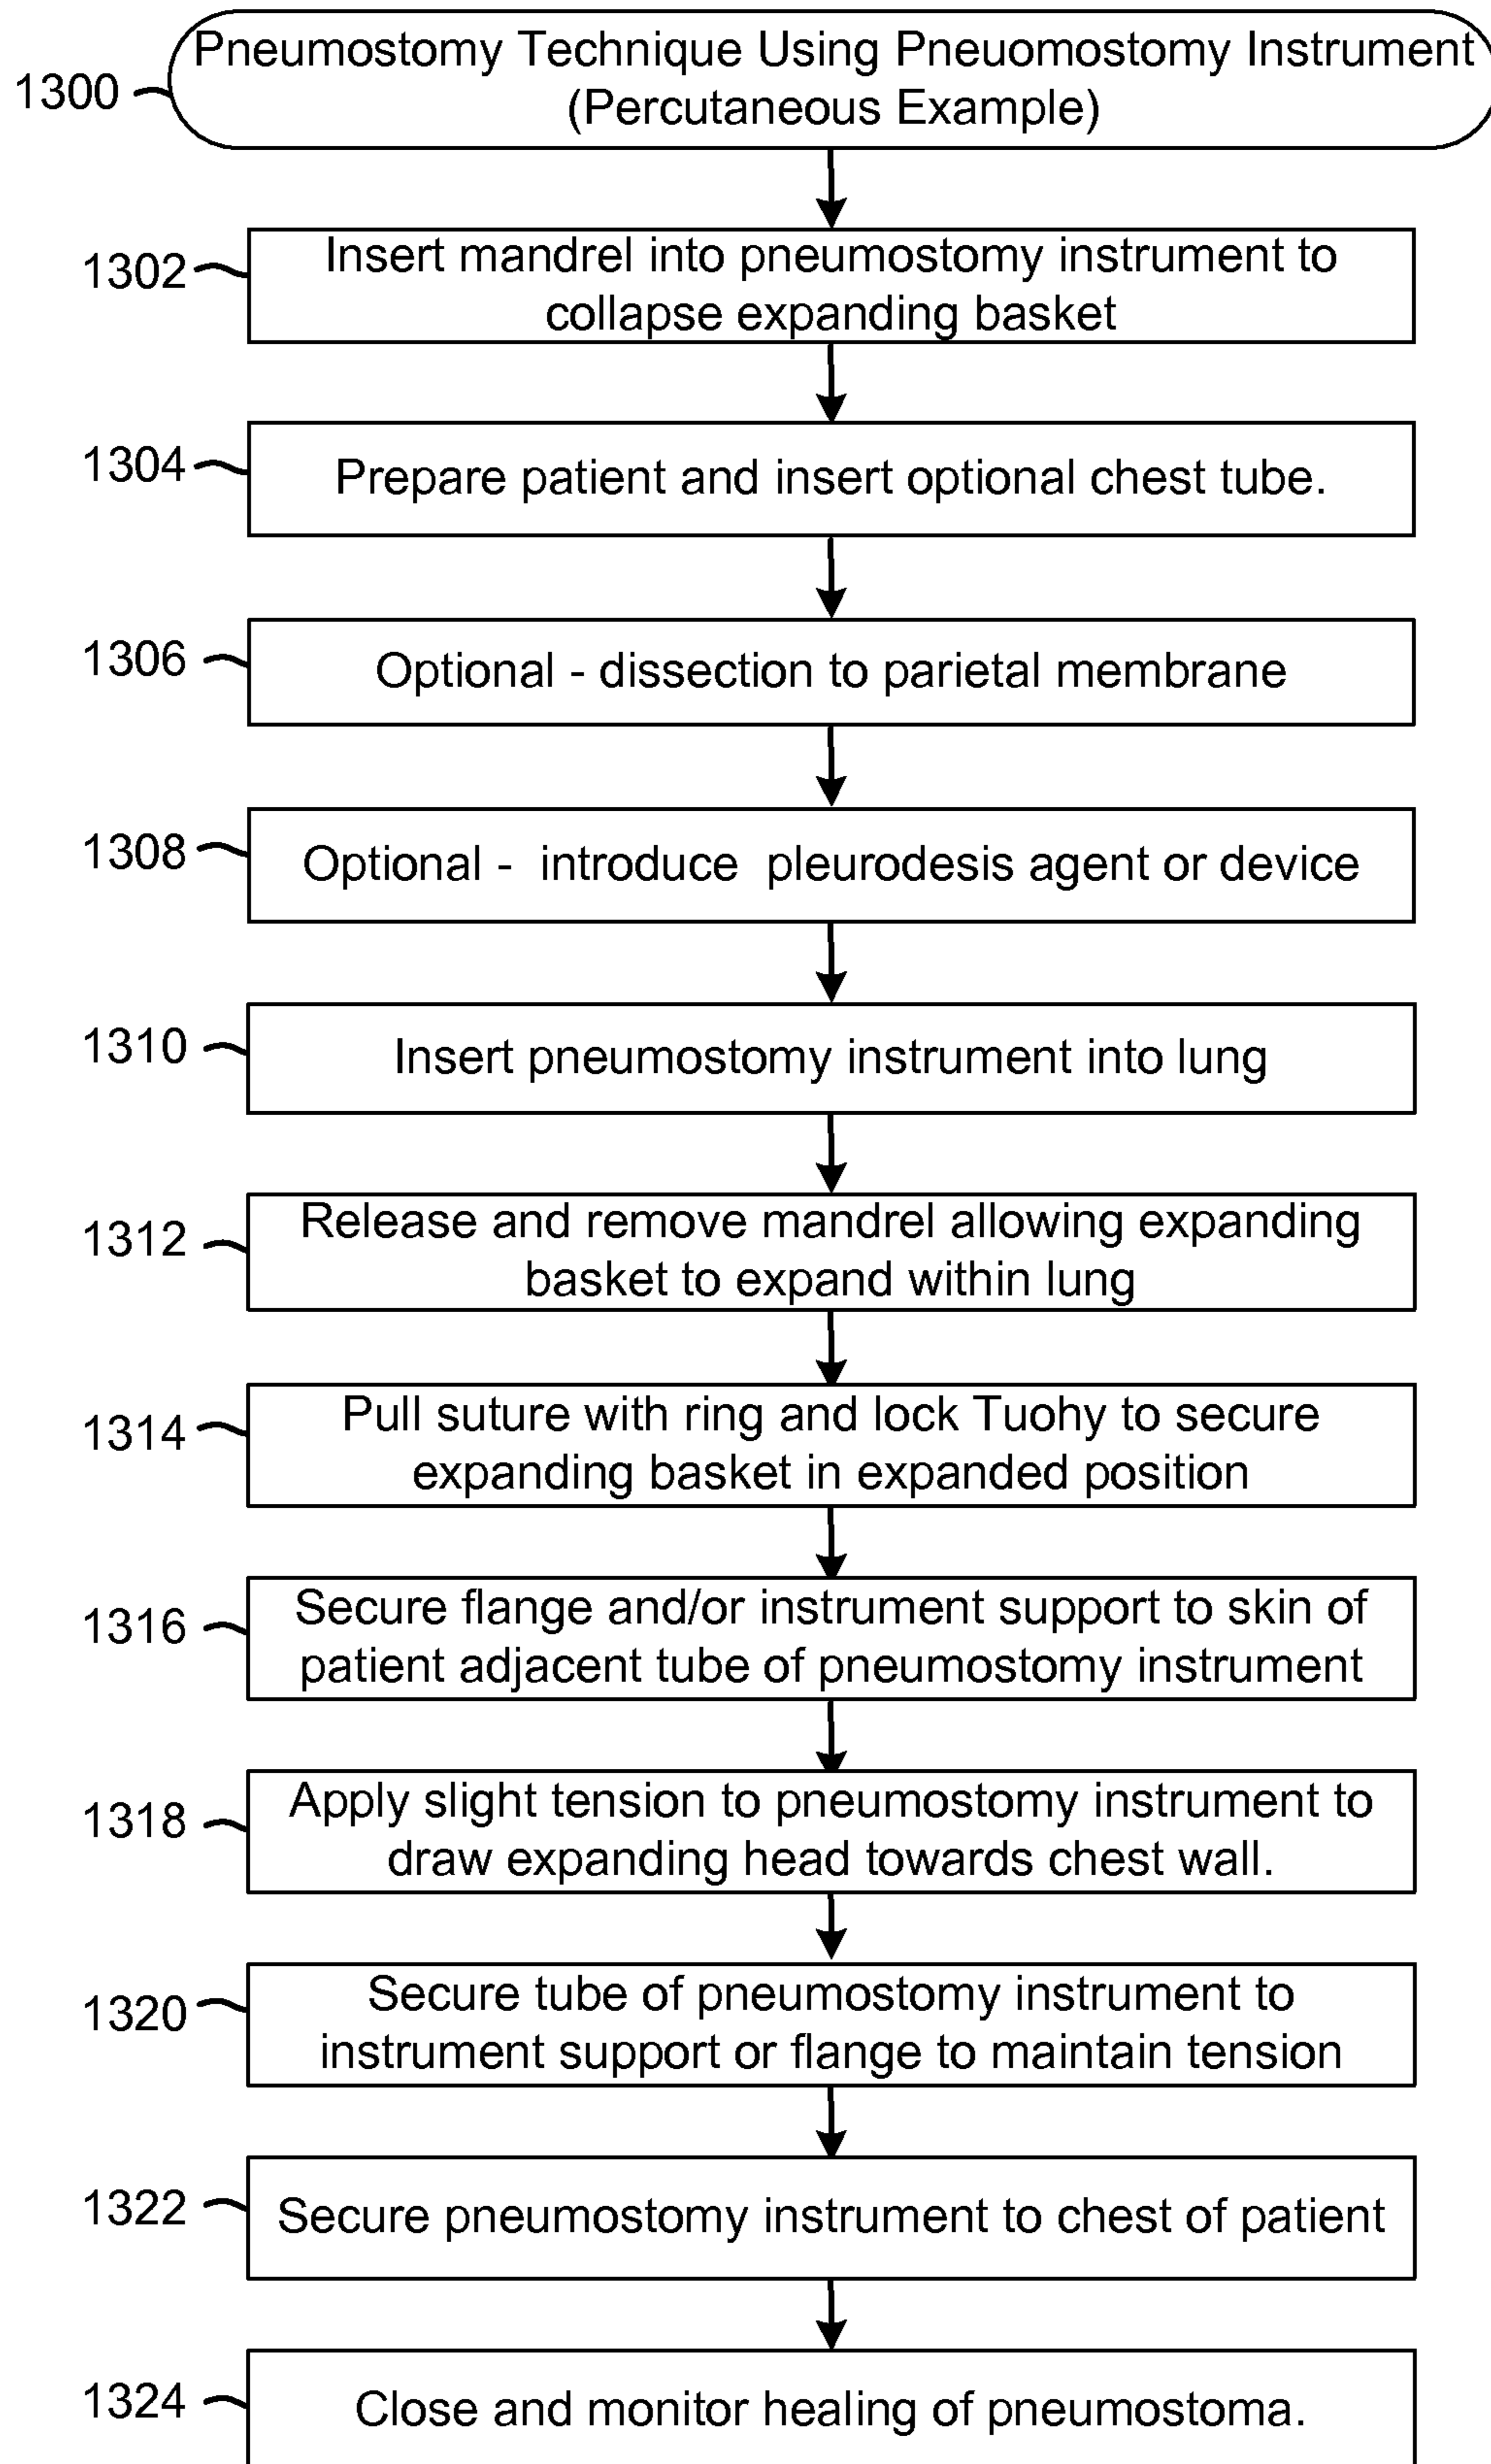 Pneumostomy Technique Using Pneuomostomy Instrument
1300
(Percutaneous Example)
1302
Insert mandrel into pneumostomy instrument to
collapse expanding basket
1304
Prepare patient and insert optional chest tube.
1306
Optional - dissection to parietal membrane
1308
Optional - introduce pleurodesis agent or device
1310
Insert pneumostomy instrument into lung
1312
Release and remove mandrel allowing expanding
basket to expand within lung
1314
Pull suture with ring and lock Tuohy to secure
expanding basket in expanded position
1316
Secure flange and/or instrument support to skin of
patient adjacent tube of pneumostomy instrument
1318
Apply slight tension to pneumostomy instrument to
draw expanding head towards chest wall.
1320
Secure tube of pneumostomy instrument to
instrument support or flange to maintain tension
1322
Secure pneumostomy instrument to chest of patient
1324
Close and monitor healing of pneumostoma.